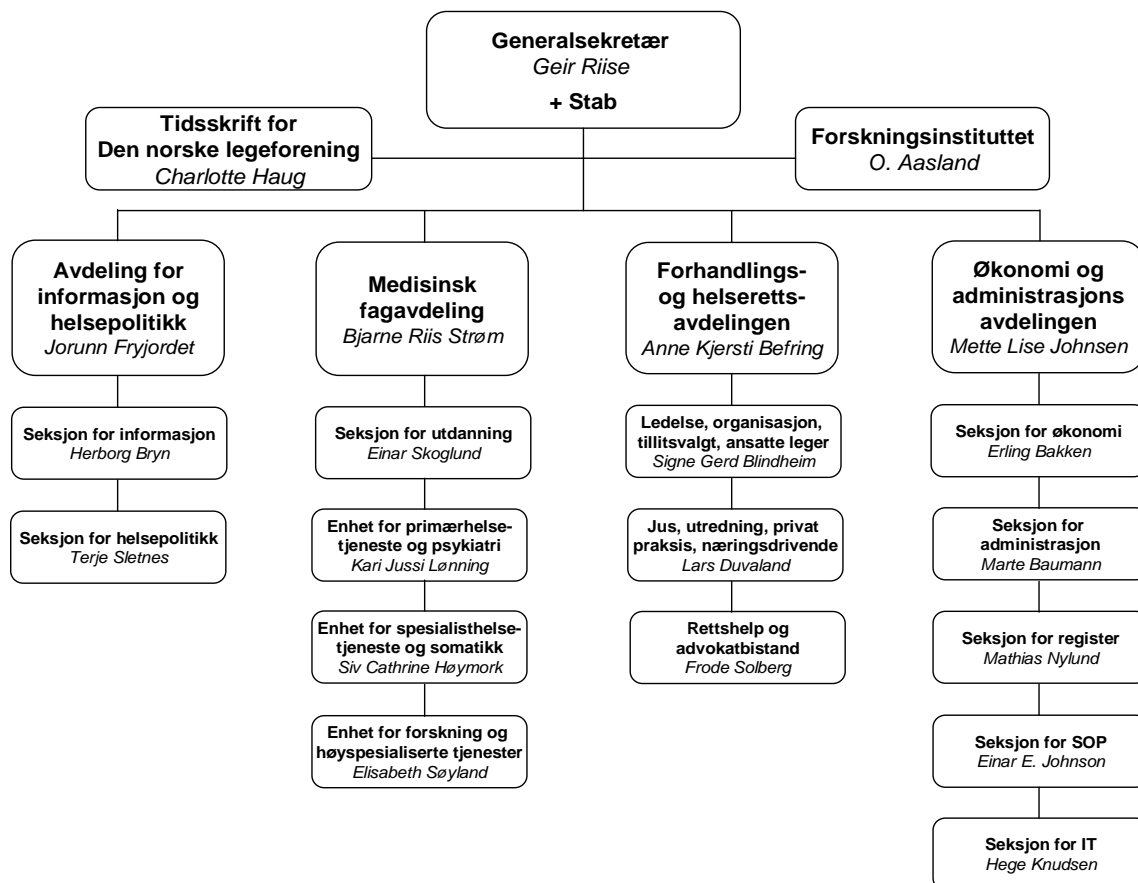 Generalsekretær
Geir Riise
+ Stab
Tidsskrift for
Den norske legeforening
Charlotte Haug
Forskningsinstituttet
O. Aasland
Avdeling for
informasjon og
helsepolitikk
Jorunn Fryjordet
Medisinsk
fagavdeling
Bjarne Riis Strøm
Forhandlings-
og helseretts-
avdelingen
Anne Kjersti Befring
Økonomi og
administrasjons
avdelingen
Mette Lise Johnsen
Seksjon for informasjon
Herborg Bryn
Seksjon for helsepolitikk
Terje Sletnes
Seksjon for utdanning
Einar Skoglund
Enhet for primærhelse-
tjeneste og psykiatri
Kari Jussi Lønning
Enhet for spesialisthelse-
tjeneste og somatikk
Siv Cathrine Høymork
Enhet for forskning og
høyspesialiserte tjenester
Elisabeth Søyland
Ledelse, organisasjon,
tillitsvalgt, ansatte leger
Signe Gerd Blindheim
Jus, utredning, privat
praksis, næringsdrivende
Lars Duvaland
Rettshelp og
advokatbistand
Frode Solberg
Seksjon for økonomi
Erling Bakken
Seksjon for
administrasjon
Marte Baumann
Seksjon for register
Mathias Nylund
Seksjon for SOP
Einar E. Johnson
Seksjon for IT
Hege Knudsen